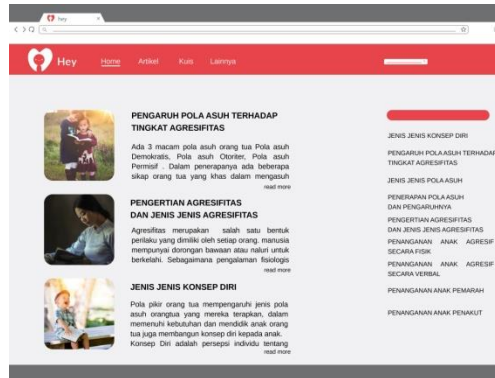 hey
Hey
Home Artikel Kuis Lainnya
PENGARUH POLA ASUH TERHADAP
TINGKAT AGRESIFITAS
Ada 3 macam pola asuh orang tua Pola asuh
Demokratis, Pola asuh Otoriter, Pola asuh
Permisif . Dalam penerapanya ada beberapa
sikap orang tua yang khas dalam mengasuh
read more
PENGERTIAN AGRESIFITAS
DAN JENIS JENIS AGRESIFITAS
Agresifitas merupakan salah satu bentuk
perilaku yang dimiliki oleh setiap orang. manusia
mempunyai dorongan bawaan atau naluri untuk
berkelahi. Sebagaimana pengalaman fisiologis
read more
JENIS JENIS KONSEP DIRI
Pola pikir orang tua mempengaruhi jenis pola
asuh orangtua yang mereka terapkan, dalam
memenuhi kebutuhan dan mendidik anak orang
tua juga membangun konsep diri kepada anak.
Konsep Diri adalah persepsi individu tentang
read more
JENIS JENIS KONSEP DIRI
PENGARUH POLA ASUH TERHADAP
TINGKAT AGRESIFITAS
JENIS JENIS POLA ASUH
PENERAPAN POLA ASUH
DAN PENGARUHNYA
PENGERTIAN AGRESIFITAS
DAN JENIS JENIS AGRESIFITAS
PENANGANAN ANAK AGRESIF
SECARA FISIK
PENANGANAN ANAK AGRESIF
SECARA VERBAL
PENANGANAN ANAK PEMARAH
PENANGANAN ANAK PENAKUT